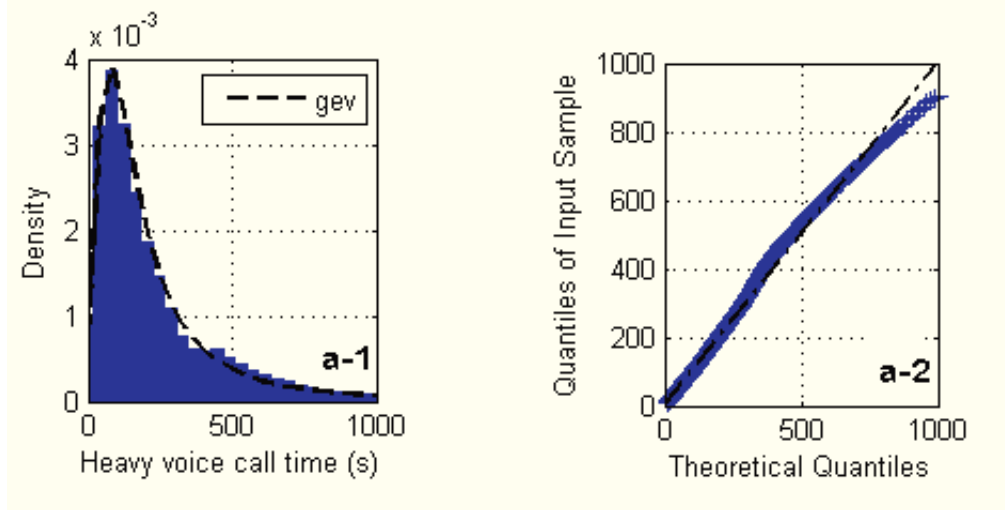 x 10^-3
4
3
2
1
0
Density
gev
a-1
0 500 1000
Heavy voice call time (s)
1000
800
600
400
200
0
Quantiles of Input Sample
a-2
0 500 1000
Theoretical Quantiles